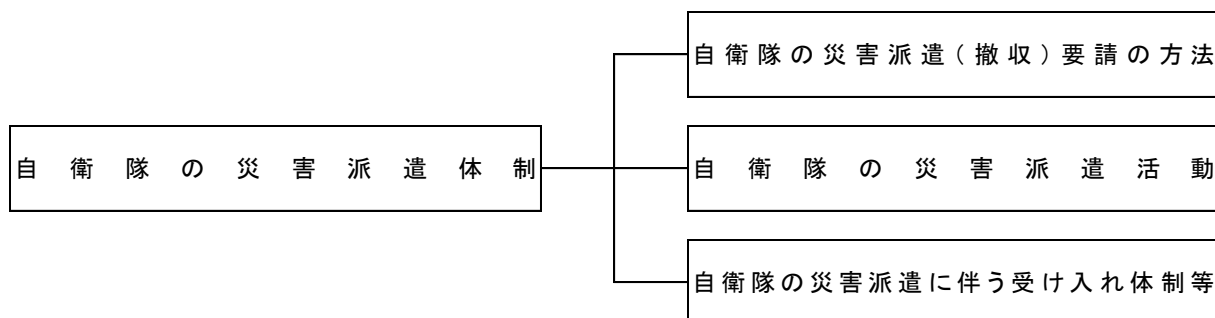 自衛隊の災害派遣(撤収)要請の方法
自衛隊の災害派遣体制
自衛隊の災害派遣活動
自衛隊の災害派遣に伴う受け入れ体制等